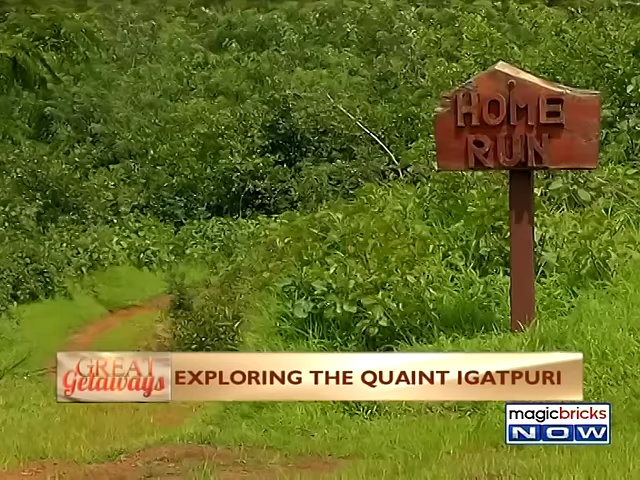 HOME
RUN
GREAT
Getaways
EXPLORING THE QUAINT IGATPURI
magicbricks
NOW